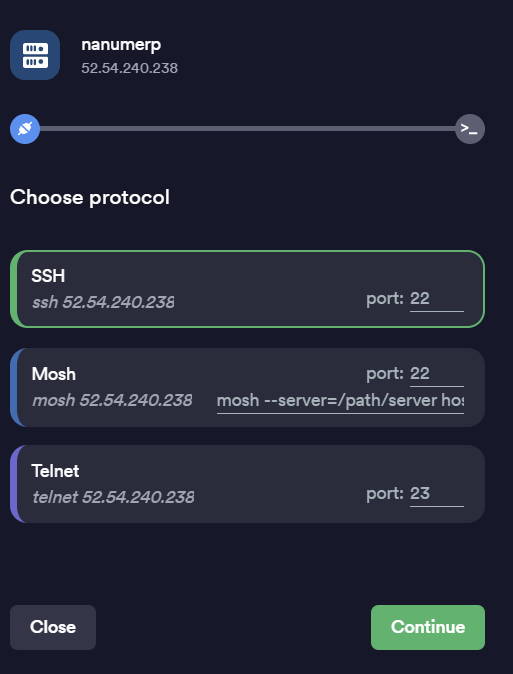 nanumerp
52.54.240.238
Choose protocol
SSH
ssh 52.54.240.238
port: 22
Mosh
port: 22
mosh 52.54.240.238
mosh --server=/path/server hos
Telnet
telnet 52.54.240.238
port: 23
Close
Continue